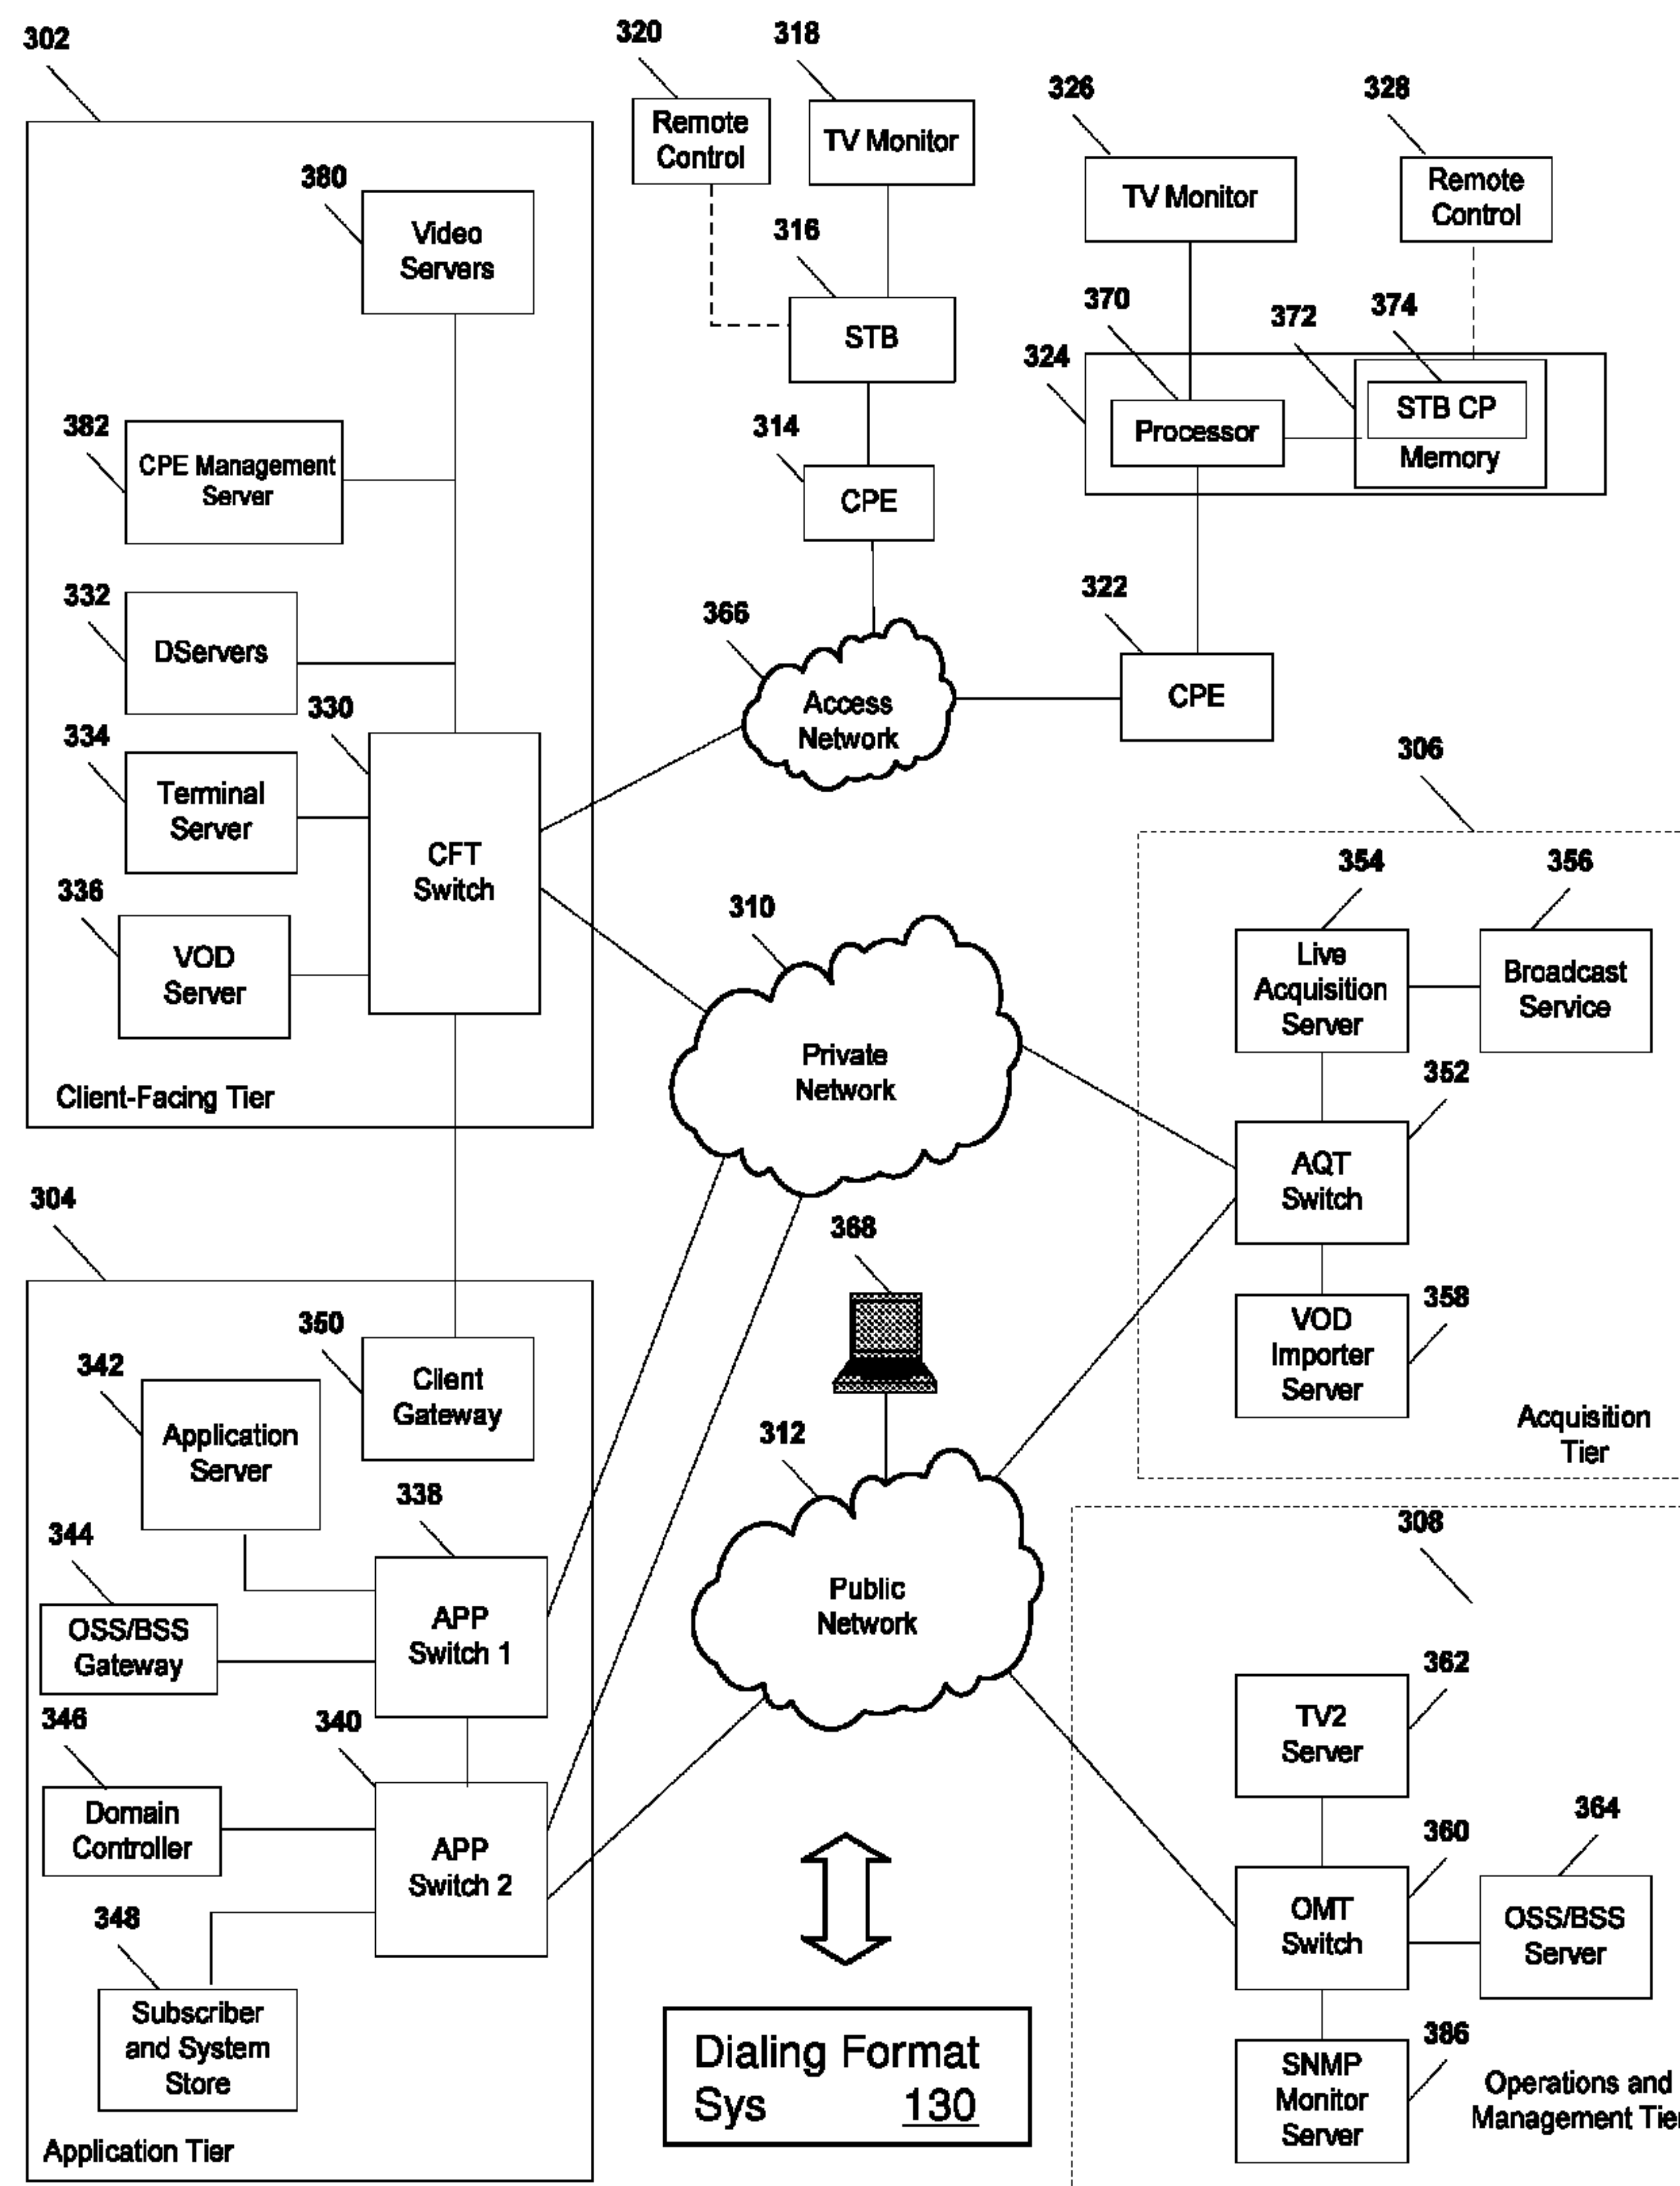 302
320
318
326
328
Remote
Control
TV Monitor
TV Monitor
Remote
Control
380
Video
Servers
316
STB
370
372
374
324
STB CP
Processor
Memory
382
CPE Management
Server
314
CPE
332
DServers
366
322
Access
Network
CPE
330
334
Terminal
Server
306
CFT
Switch
336
VOD
Server
354
356
310
Live
Acquisition
Server
Broadcast
Service
Private
Network
352
Client-Facing Tier
AQT
Switch
304
368
358
VOD
Importer
Server
350
342
Client
Gateway
Application
Server
312
Acquisition
Tier
338
308
344
OSS/BSS
Gateway
APP
Switch 1
Public
Network
362
TV2
Server
346
340
Domain
Controller
APP
Switch 2
360
364
OMT
Switch
OSS/BSS
Server
348
Subscriber
and System
Store
386
Dialing Format
Sys 130
SNMP
Monitor
Server
Operations and
Management Tier
Application Tier